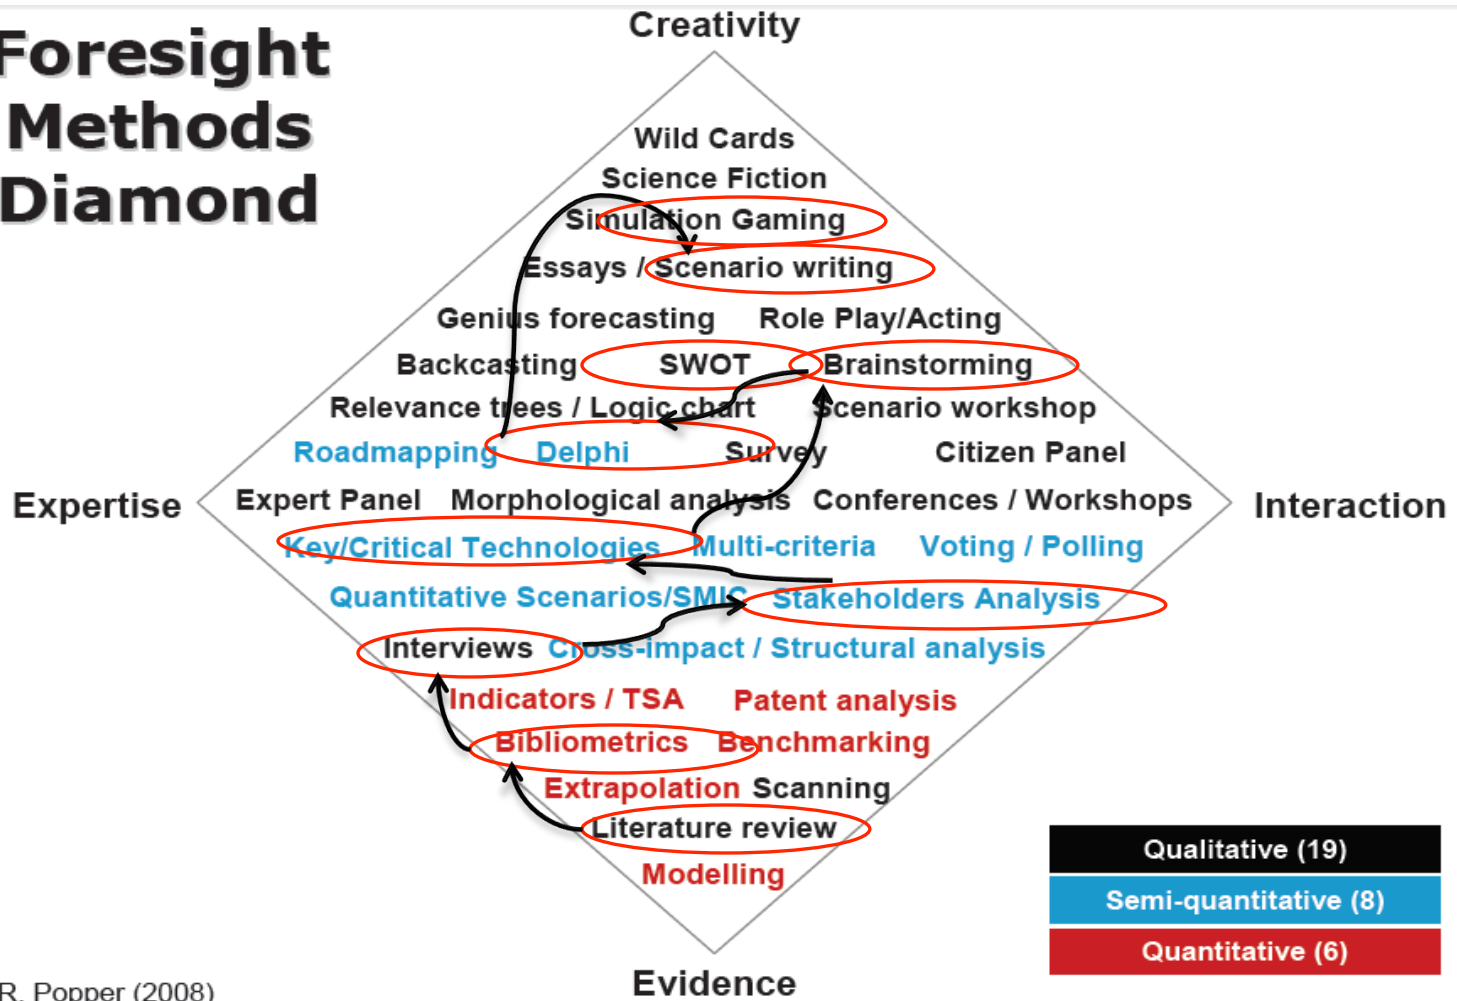 Foresight
Methods
Diamond
Creativity
Wild Cards
Science Fiction
Simulation Gaming
Essays / Scenario writing
Genius forecasting Role Play/Acting
Backcasting SWOT Brainstorming
Relevance trees / Logic chart Scenario workshop
Roadmapping Delphi Survey Citizen Panel
Expertise Expert Panel Morphological analysis Conferences / Workshops Interaction
Key/Critical Technologies Multi-criteria Voting / Polling
Quantitative Scenarios/SMIC Stakeholders Analysis
Interviews Cross-impact / Structural analysis
Indicators / TSA Patent analysis
Bibliometrics Benchmarking
Extrapolation Scanning
Literature review
Modelling
Evidence
Qualitative (19)
Semi-quantitative (8)
Quantitative (6)
R. Popper (2008)